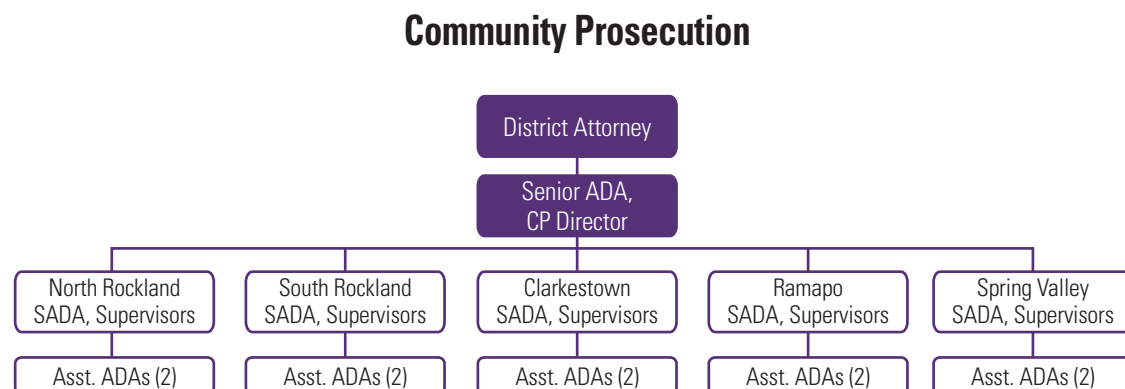 Community Prosecution
District Attorney
Senior ADA,
CP Director
North Rockland
SADA, Supervisors
South Rockland
SADA, Supervisors
Clarkestown
SADA, Supervisors
Ramapo
SADA, Supervisors
Spring Valley
SADA, Supervisors
Asst. ADAs (2)
Asst. ADAs (2)
Asst. ADAs (2)
Asst. ADAs (2)
Asst. ADAs (2)